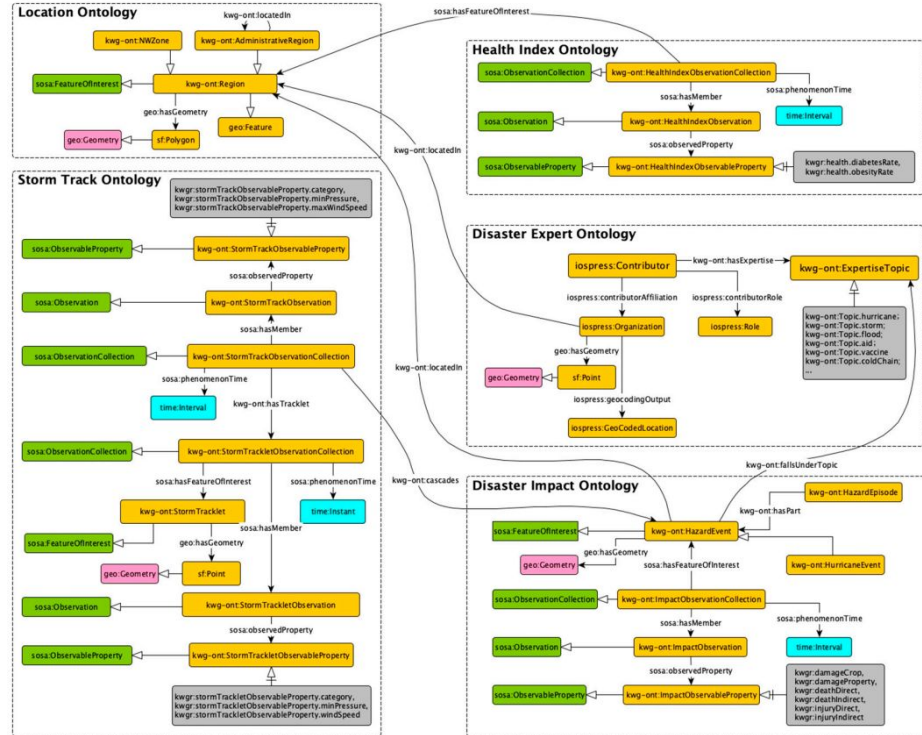 Location Ontology
kwg-ont:locatedIn
kwg-ont:NWZone
kwg-ont:AdministrativeRegion
sosa:FeatureOfInterest
kwg-ont:Region
geo:hasGeometry
geo:Feature
geo:Geometry
sf:Polygon
sosa:hasFeatureOfInterest
kwg-ont:locatedIn
kwg-ont:locatedIn
kwg-ont:cascades
kwg-ont:fallsUnderTopic
Storm Track Ontology
kwgr:stormTrackObservableProperty.category,
kwgr:stormTrackObservableProperty.minPressure,
kwgr:stormTrackObservableProperty.maxWindSpeed
sosa:ObservableProperty
kwg-ont:StormTrackObservableProperty
sosa:observedProperty
sosa:Observation
kwg-ont:StormTrackObservation
sosa:hasMember
sosa:ObservationCollection
kwg-ont:StormTrackObservationCollection
sosa:phenomenonTime
time:Interval
kwg-ont:hasTracklet
sosa:ObservationCollection
kwg-ont:StormTrackletObservationCollection
sosa:hasFeatureOfInterest
sosa:phenomenonTime
kwg-ont:StormTracklet
time:Instant
sosa:hasMember
sosa:FeatureOfInterest
geo:hasGeometry
geo:Geometry
sf:Point
sosa:Observation
kwg-ont:StormTrackletObservation
sosa:observedProperty
sosa:ObservableProperty
kwg-ont:StormTrackletObservableProperty
kwgr:stormTrackletObservableProperty.category,
kwgr:stormTrackletObservableProperty.minPressure,
kwgr:stormTrackletObservableProperty.windSpeed
Health Index Ontology
sosa:ObservationCollection
kwg-ont:HealthIndexObservationCollection
sosa:hasMember
sosa:phenomenonTime
time:Interval
sosa:Observation
kwg-ont:HealthIndexObservation
sosa:observedProperty
sosa:ObservableProperty
kwg-ont:HealthIndexObservableProperty
kwgr:health.diabetesRate,
kwgr:health.obesityRate
Disaster Expert Ontology
iospress:Contributor
kwg-ont:hasExpertise
kwg-ont:ExpertiseTopic
iospress:contributorAffiliation
iospress:contributorRole
iospress:Organization
iospress:Role
geo:hasGeometry
geo:Geometry
sf:Point
iospress:geocodingOutput
iospress:GeoCodedLocation
kwg-ont:Topic.hurricane;
kwg-ont:Topic.storm;
kwg-ont:Topic.flood;
kwg-ont:Topic.aid;
kwg-ont:Topic.vaccine
kwg-ont:Topic.coldChain;
...
Disaster Impact Ontology
kwg-ont:HazardEpisode
kwg-ont:hasPart
sosa:FeatureOfInterest
kwg-ont:HazardEvent
geo:hasGeometry
geo:Geometry
sosa:hasFeatureOfInterest
kwg-ont:HurricaneEvent
sosa:ObservationCollection
kwg-ont:ImpactObservationCollection
sosa:hasMember
sosa:phenomenonTime
time:Interval
sosa:Observation
kwg-ont:ImpactObservation
sosa:observedProperty
sosa:ObservableProperty
kwg-ont:ImpactObservableProperty
kwgr:damageCrop,
kwgr:damageProperty,
kwgr:deathDirect,
kwgr:deathIndirect,
kwgr:injuryDirect,
kwgr:injuryIndirect